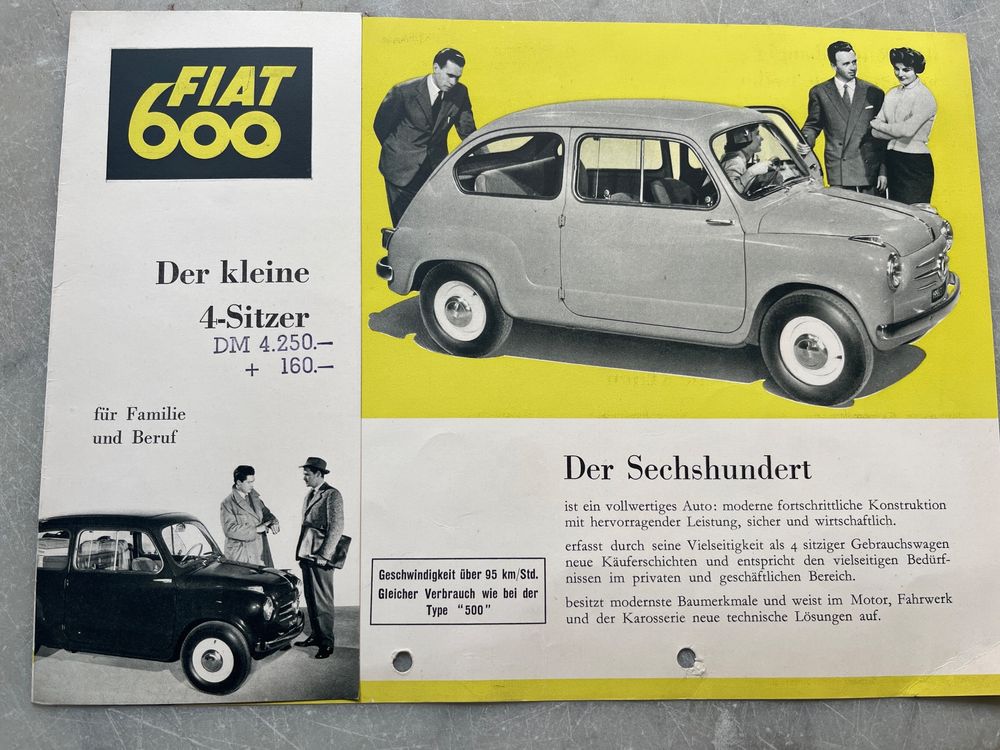 FIAT
600
Der kleine
4-Sitzer
DM 4.250.—
+ 160.—
für Familie
und Beruf
Der Sechshundert
ist ein vollwertiges Auto: moderne fortschrittliche Konstruktion
mit hervorragender Leistung, sicher und wirtschaftlich.
erfasst durch seine Vielseitigkeit als 4 sitziger Gebrauchswagen
neue Käuferschichten und entspricht den vielseitigen Bedürf-
nissen im privaten und geschäftlichen Bereich.
besitzt modernste Baumerkmale und weist im Motor, Fahrwerk
und der Karosserie neue technische Lösungen auf.
Geschwindigkeit über 95 km/Std.
Gleicher Verbrauch wie bei der
Type "500"